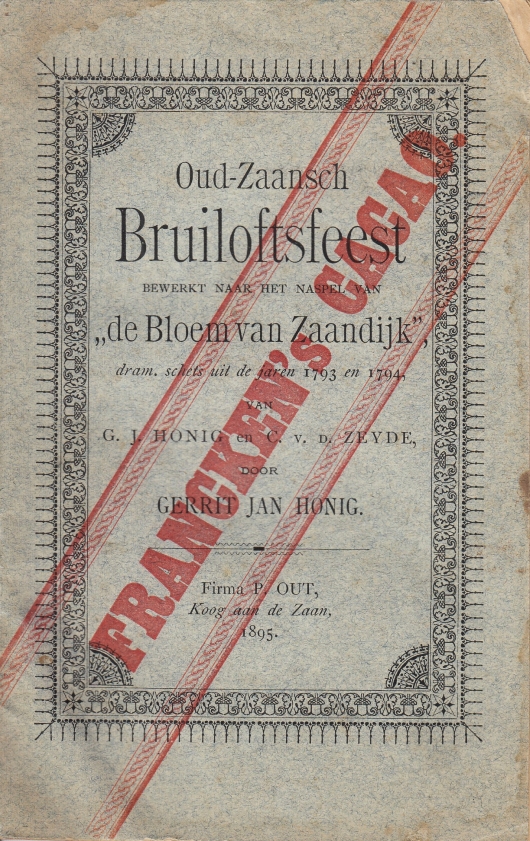 Oud-Zaansch
Bruiloftsfeest
BEWERKT NAAR HET NASPEL VAN
„de Bloem van Zaandijk”,
dram. schets uit de jaren 1793 en 1794,
VAN
G. J. HONIG en C. v. D. ZEYDE,
DOOR
GERRIT JAN HONIG.
Firma P. OUT,
Koog aan de Zaan,
1895.
FRANCKEN's CACAO